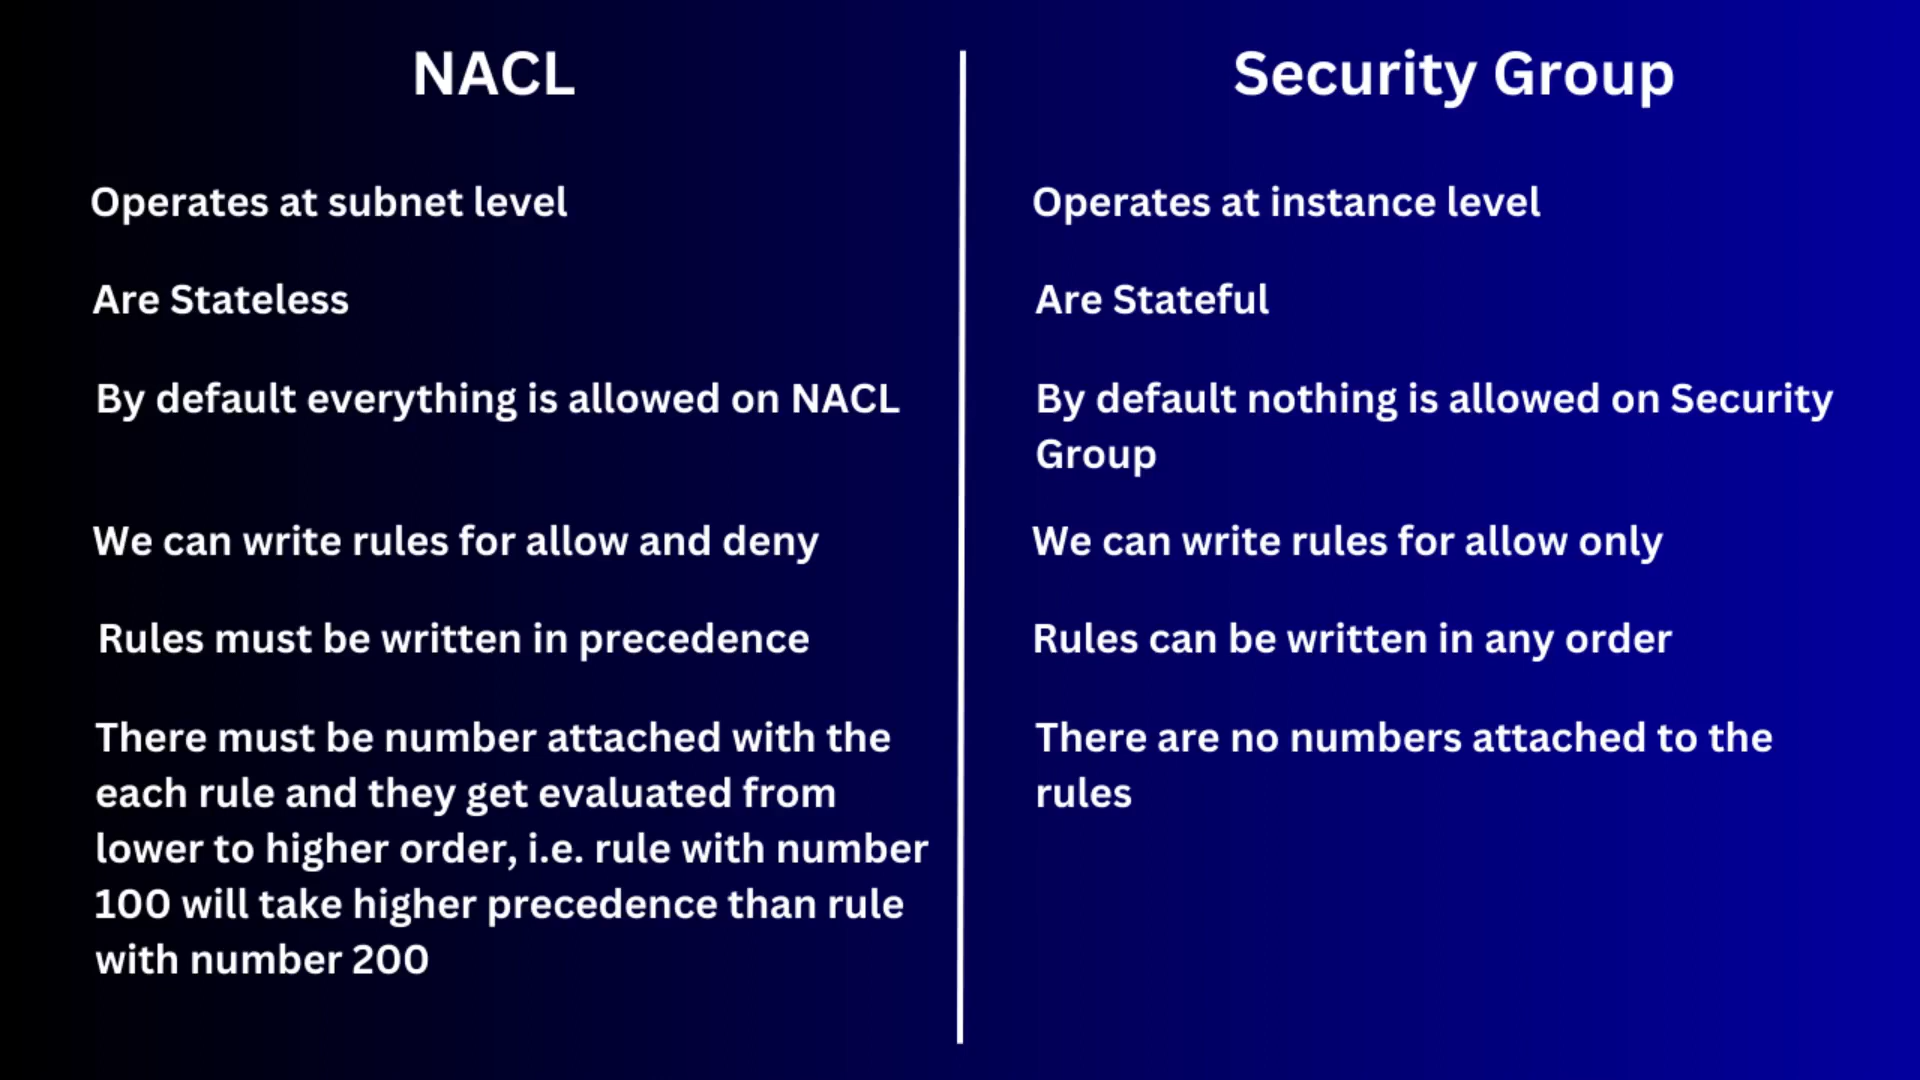 NACL
Operates at subnet level
Are Stateless
By default everything is allowed on NACL
We can write rules for allow and deny
Rules must be written in precedence
There must be number attached with the
each rule and they get evaluated from
lower to higher order, i.e. rule with number
100 will take higher precedence than rule
with number 200
Security Group
Operates at instance level
Are Stateful
By default nothing is allowed on Security
Group
We can write rules for allow only
Rules can be written in any order
There are no numbers attached to the
rules